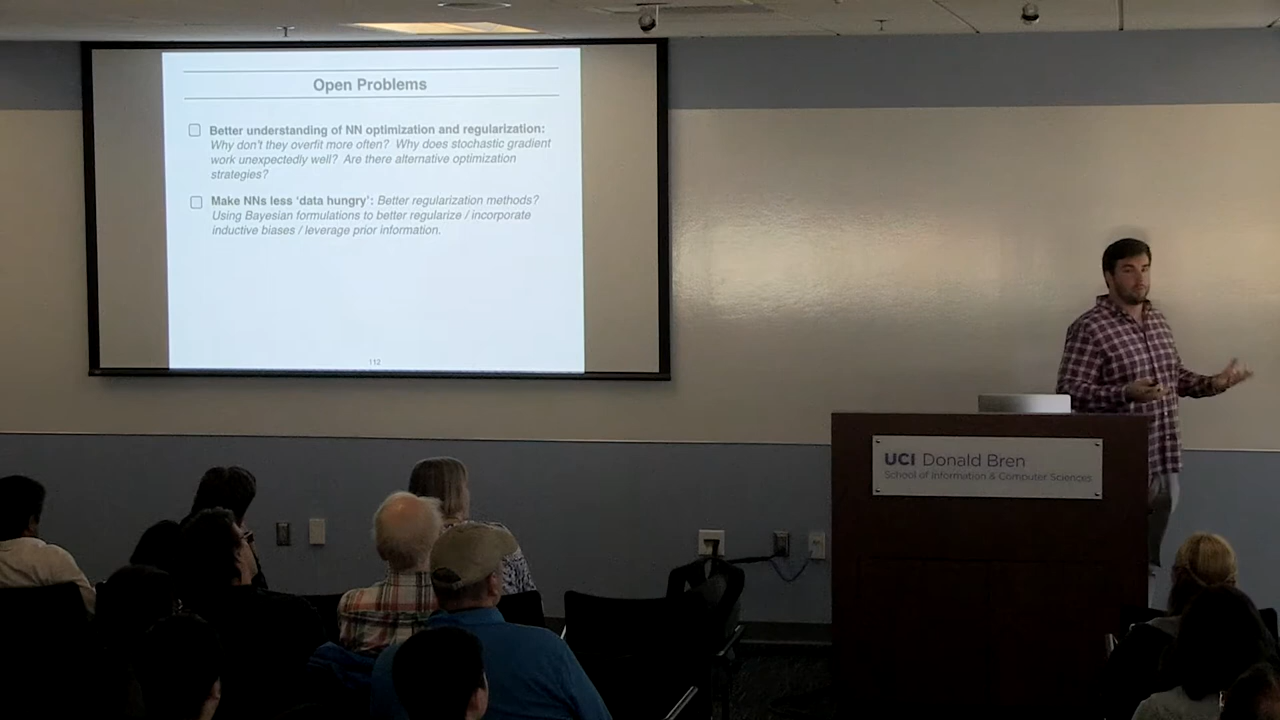 Open Problems
Better understanding of NN optimization and regularization:
Why don't they overfit more often? Why does stochastic gradient
work unexpectedly well? Are there alternative optimization
strategies?
Make NNs less 'data hungry': Better regularization methods?
Using Bayesian formulations to better regularize / incorporate
inductive biases / leverage prior information.
112
UCI Donald Bren
School of Information & Computer Sciences